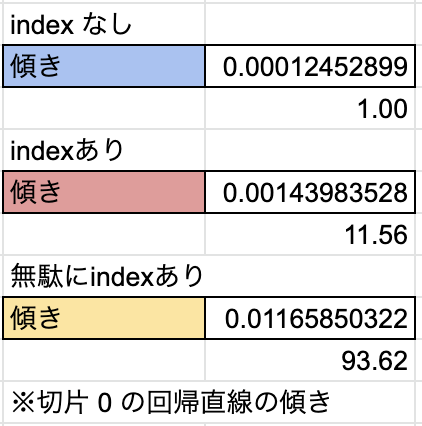 index なし
傾き 0.00012452899
1.00
indexあり
傾き 0.00143983528
11.56
無駄にindexあり
傾き 0.01165850322
93.62
※切片 0 の回帰直線の傾き